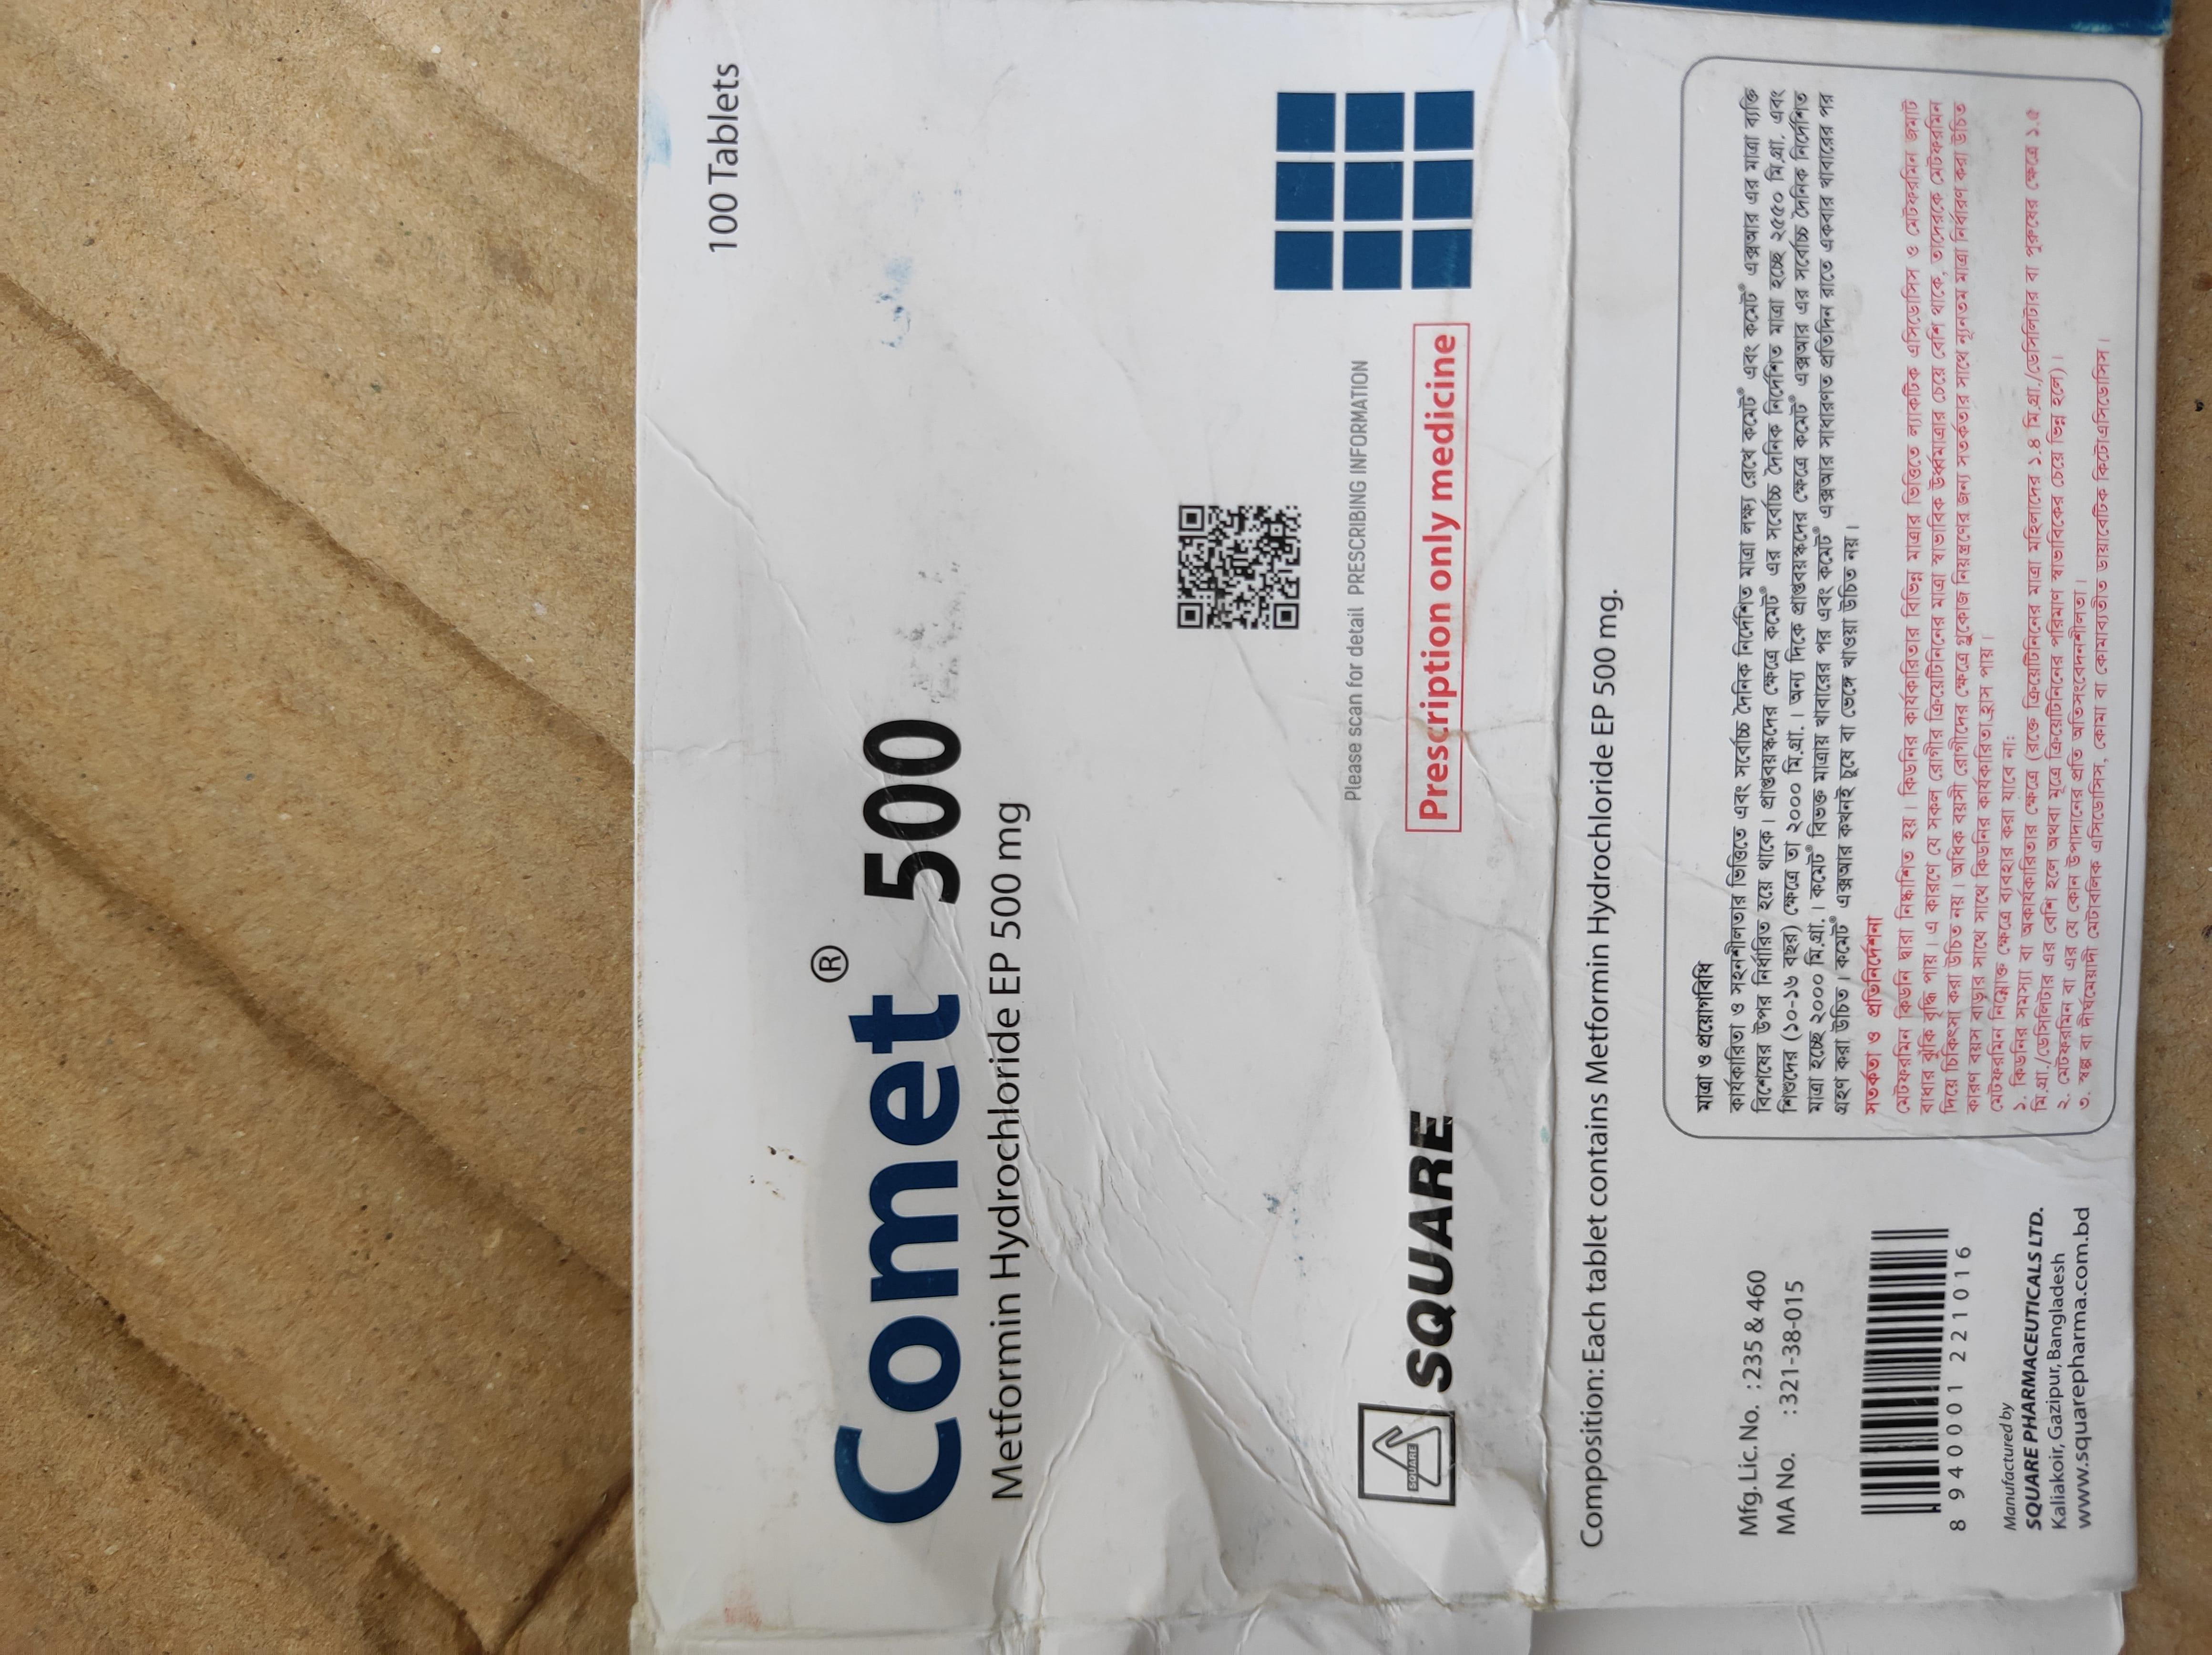 100 Tablets
Comet® 500
Metformin Hydrochloride EP 500 mg
Please scan for detail PRESCRIBING INFORMATION
SQUARE
SQUARE
Prescription only medicine
Composition: Each tablet contains Metformin Hydrochloride EP 500 mg.
Mfg. Lic. No. : 235 & 460
MA No. : 321-38-015
8 940001 221016
Manufactured by
SQUARE PHARMACEUTICALS LTD.
Kaliakoir, Gazipur, Bangladesh
www.squarepharma.com.bd
মাত্রা ও প্রয়োগবিধি
কার্যকারিতা ও সহনশীলতার ভিত্তিতে এবং সর্বোচ্চ দৈনিক নির্দেশিত মাত্রা লক্ষ্য রেখে কমেট® এবং কমেট® এক্সআর এর মাত্রা ব্যক্তি
বিশেষের উপর নির্ধারিত হয়ে থাকে। প্রাপ্তবয়স্কদের ক্ষেত্রে কমেট® এর সর্বোচ্চ দৈনিক নির্দেশিত মাত্রা হচ্ছে ২৫৫০ মি.গ্রা. এবং
শিশুদের (১০-১৬ বছর) ক্ষেত্রে তা ২০০০ মি.গ্রা.। অন্য দিকে প্রাপ্তবয়স্কদের ক্ষেত্রে কমেট® এক্সআর এর সর্বোচ্চ দৈনিক নির্দেশিত
মাত্রা হচ্ছে ২০০০ মি.গ্রা.। কমেট® বিভক্ত মাত্রায় খাবারের পর এবং কমেট® এক্সআর সাধারণত প্রতিদিন রাতে একবার খাবারের পর
গ্রহণ করা উচিত। কমেট® এক্সআর কখনই চুষে বা ভেঙ্গে খাওয়া উচিত নয়।
সতর্কতা ও প্রতিনির্দেশনা
মেটফরমিন কিডনি দ্বারা নিষ্কাশিত হয়। কিডনির কার্যকারিতার বিভিন্ন মাত্রার ভিত্তিতে ল্যাকটিক এসিডোসিস ও মেটফরমিন জমাট
বাধার ঝুঁকি বৃদ্ধি পায়। এ কারণে যে সকল রোগীর ক্রিয়েটিনিনের মাত্রা স্বাভাবিক উর্ধ্বমাত্রার চেয়ে বেশি থাকে, তাদেরকে মেটফরমিন
দিয়ে চিকিৎসা করা উচিত নয়। অধিক বয়সী রোগীদের ক্ষেত্রে গ্লুকোজ নিয়ন্ত্রণের জন্য সতর্কতার সাথে ন্যূনতম মাত্রা নির্ধারণ করা উচিত
কারণ বয়স বাড়ার সাথে সাথে কিডনির কার্যকারিতা হ্রাস পায়।
মেটফরমিন নিম্নোক্ত ক্ষেত্রে ব্যবহার করা যাবে না:
১. কিডনির সমস্যা বা অকার্যকারিতার ক্ষেত্রে (রক্তে ক্রিয়েটিনিনের মাত্রা মহিলাদের ১.৪ মি.গ্রা./ডেসিলিটার বা পুরুষের ক্ষেত্রে ১.৫
মি.গ্রা./ডেসিলিটার এর বেশি হলে অথবা মূত্রে ক্রিয়েটিনিনের পরিমাণ স্বাভাবিকের চেয়ে ভিন্ন হলে)।
২. মেটফরমিন বা এর যে কোন উপাদানের প্রতি অতিসংবেদনশীলতা।
৩. স্বল্প বা দীর্ঘমেয়াদী মেটাবলিক এসিডোসিস, কোমা বা কোমাব্যতীত ডায়াবেটিক কিটোএসিডোসিস।